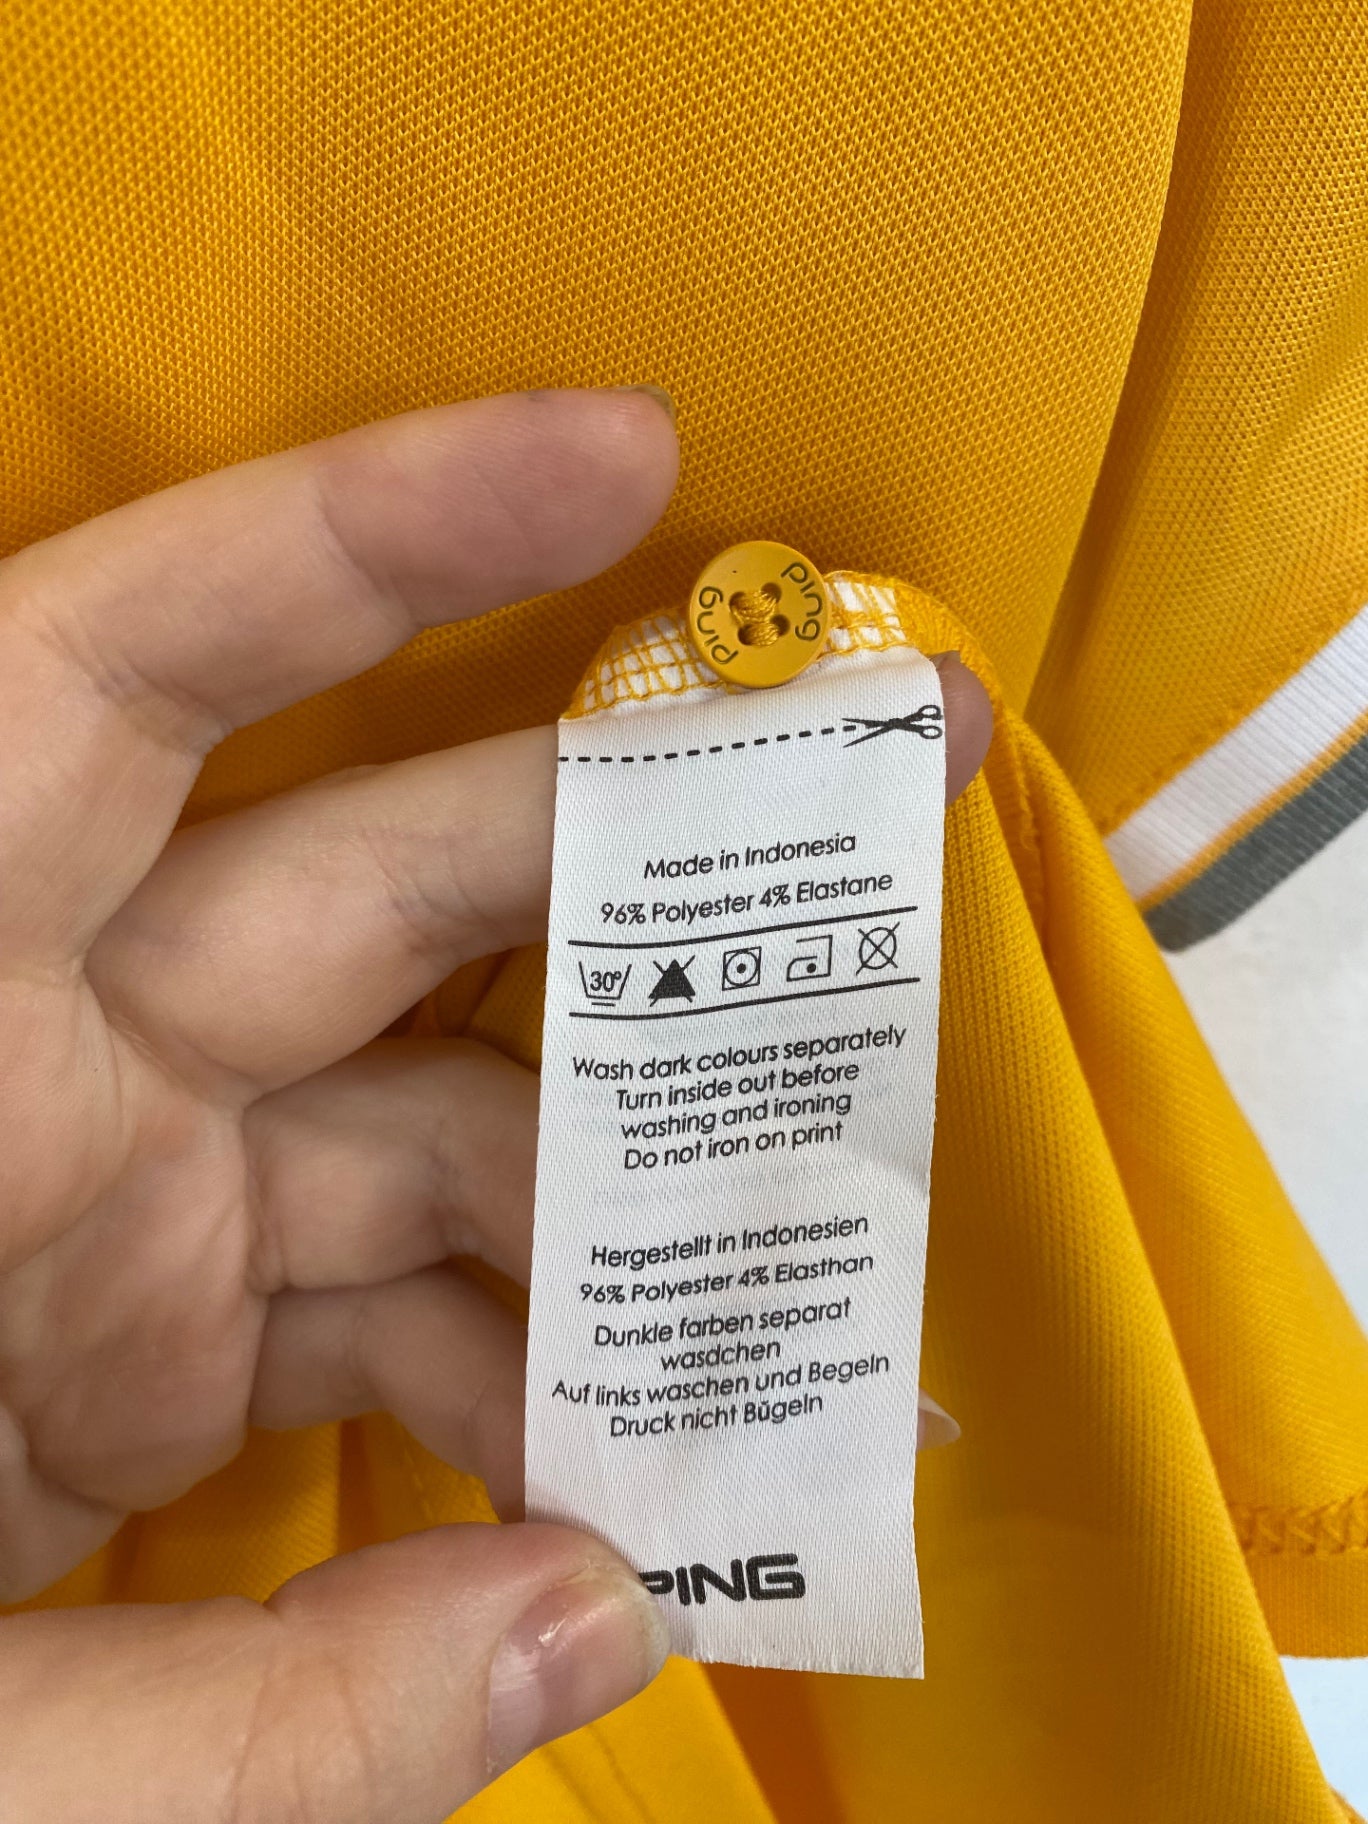 ping
ping
Made in Indonesia
96% Polyester 4% Elastane
30°
Wash dark colours separately
Turn inside out before
washing and ironing
Do not iron on print
Hergestellt in Indonesien
96% Polyester 4% Elasthan
Dunkle farben separat
wasdchen
Auf links waschen und Begeln
Druck nicht Bŭgeln
PING